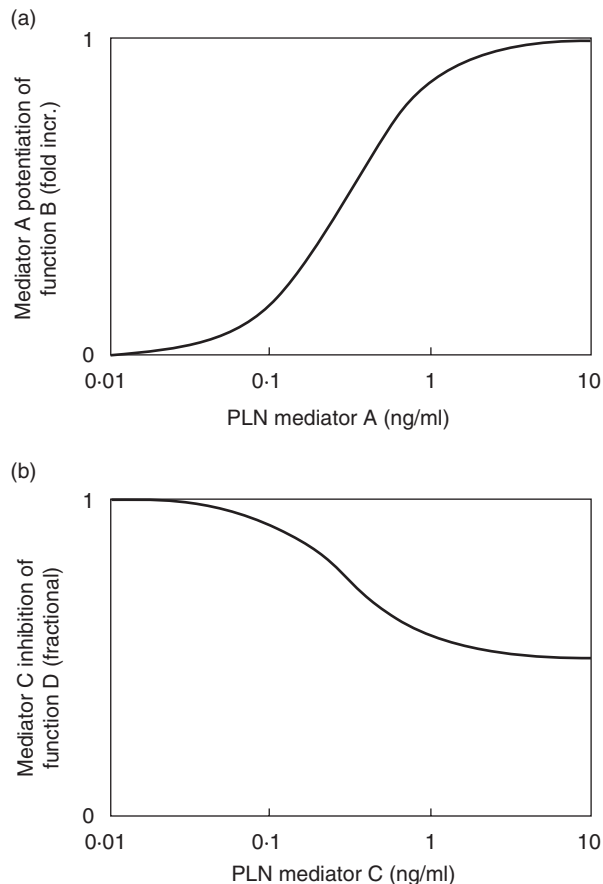 (a)
1
Mediator A potentiation of
function B (fold incr.)
0
0·01
0·1
1
10
PLN mediator A (ng/ml)
(b)
1
Mediator C inhibition of
function D (fractional)
0
0·01
0·1
1
10
PLN mediator C (ng/ml)